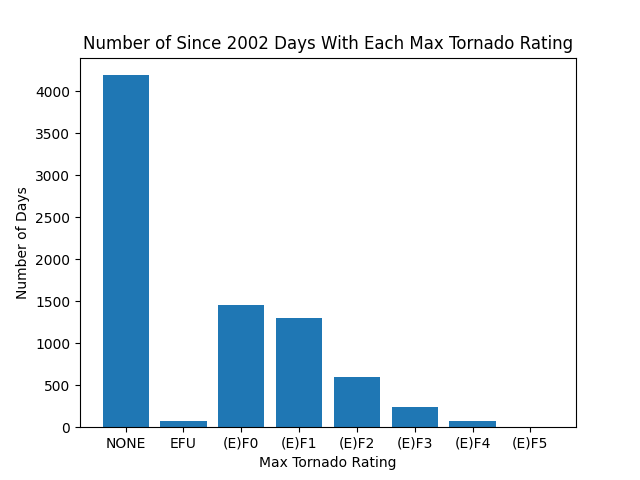 Number of Since 2002 Days With Each Max Tornado Rating
Number of Days
4000
3500
3000
2500
2000
1500
1000
500
0
NONE EFU (E)F0 (E)F1 (E)F2 (E)F3 (E)F4 (E)F5
Max Tornado Rating